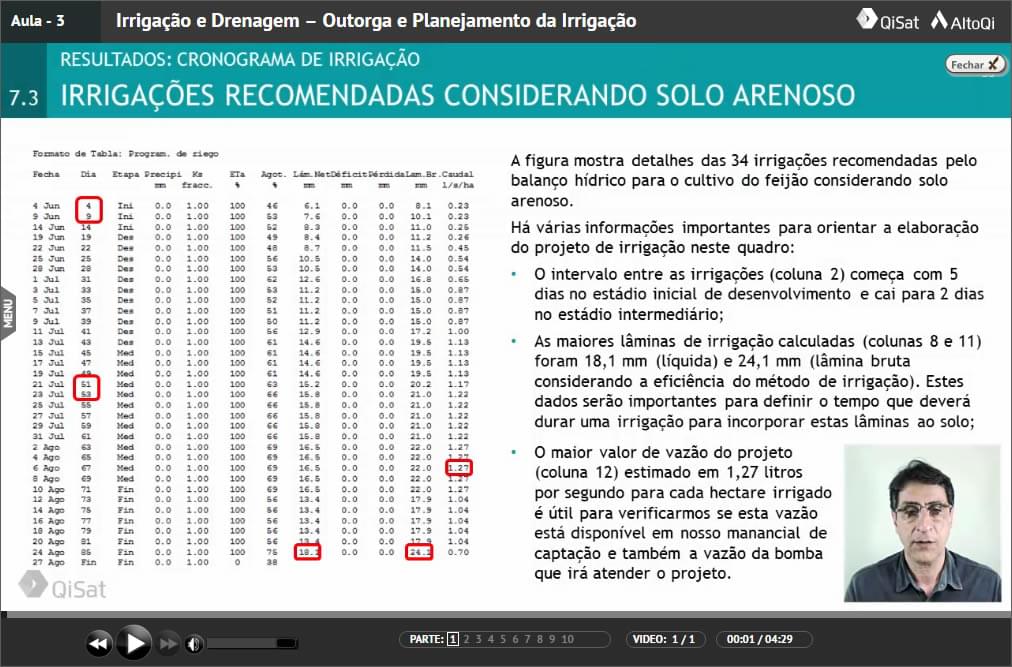 Aula - 3
Irrigação e Drenagem – Outorga e Planejamento da Irrigação
QiSat AltoQi
RESULTADOS: CRONOGRAMA DE IRRIGAÇÃO
Fechar X
7.3 IRRIGAÇÕES RECOMENDADAS CONSIDERANDO SOLO ARENOSO
Formato de Tabla: Program. de riego
Fecha Dia Etapa Precipi Ks ETa Agot. Lám.Net Déficit Pérdida Lam.Br. Caudal
mm fracc. % % mm mm mm mm l/s/ha
4 Jun 4 Ini 0.0 1.00 100 46 6.1 0.0 0.0 8.1 0.23
9 Jun 9 Ini 0.0 1.00 100 53 7.6 0.0 0.0 10.1 0.23
14 Jun 14 Ini 0.0 1.00 100 52 8.3 0.0 0.0 11.0 0.25
19 Jun 19 Des 0.0 1.00 100 49 8.4 0.0 0.0 11.2 0.26
22 Jun 22 Des 0.0 1.00 100 48 8.7 0.0 0.0 11.5 0.45
25 Jun 25 Des 0.0 1.00 100 56 10.5 0.0 0.0 14.0 0.54
28 Jun 28 Des 0.0 1.00 100 53 10.5 0.0 0.0 14.0 0.54
1 Jul 31 Des 0.0 1.00 100 62 12.6 0.0 0.0 16.8 0.65
3 Jul 33 Des 0.0 1.00 100 53 11.2 0.0 0.0 15.0 0.87
5 Jul 35 Des 0.0 1.00 100 52 11.2 0.0 0.0 15.0 0.87
7 Jul 37 Des 0.0 1.00 100 51 11.2 0.0 0.0 15.0 0.87
9 Jul 39 Des 0.0 1.00 100 50 11.2 0.0 0.0 15.0 0.87
11 Jul 41 Des 0.0 1.00 100 56 12.9 0.0 0.0 17.2 1.00
13 Jul 43 Des 0.0 1.00 100 61 14.6 0.0 0.0 19.5 1.13
15 Jul 45 Med 0.0 1.00 100 61 14.6 0.0 0.0 19.5 1.13
17 Jul 47 Med 0.0 1.00 100 61 14.6 0.0 0.0 19.5 1.13
19 Jul 49 Med 0.0 1.00 100 61 14.6 0.0 0.0 19.5 1.13
21 Jul 51 Med 0.0 1.00 100 63 15.2 0.0 0.0 20.2 1.17
23 Jul 53 Med 0.0 1.00 100 66 15.8 0.0 0.0 21.0 1.22
25 Jul 55 Med 0.0 1.00 100 66 15.8 0.0 0.0 21.0 1.22
27 Jul 57 Med 0.0 1.00 100 66 15.8 0.0 0.0 21.0 1.22
29 Jul 59 Med 0.0 1.00 100 66 15.8 0.0 0.0 21.0 1.22
31 Jul 61 Med 0.0 1.00 100 66 15.8 0.0 0.0 21.0 1.22
2 Ago 63 Med 0.0 1.00 100 69 16.5 0.0 0.0 22.0 1.27
4 Ago 65 Med 0.0 1.00 100 69 16.5 0.0 0.0 22.0 1.27
6 Ago 67 Med 0.0 1.00 100 69 16.5 0.0 0.0 22.0 1.27
8 Ago 69 Med 0.0 1.00 100 69 16.5 0.0 0.0 22.0 1.27
10 Ago 71 Fin 0.0 1.00 100 69 16.5 0.0 0.0 22.0 1.27
12 Ago 73 Fin 0.0 1.00 100 56 13.4 0.0 0.0 17.9 1.04
14 Ago 75 Fin 0.0 1.00 100 56 13.4 0.0 0.0 17.9 1.04
16 Ago 77 Fin 0.0 1.00 100 56 13.4 0.0 0.0 17.9 1.04
18 Ago 79 Fin 0.0 1.00 100 56 13.4 0.0 0.0 17.9 1.04
20 Ago 81 Fin 0.0 1.00 100 56 13.4 0.0 0.0 17.9 1.04
24 Ago 85 Fin 0.0 1.00 100 75 18.1 0.0 0.0 24.1 0.70
27 Ago Fin Fin 0.0 1.00 0 38
QiSat
A figura mostra detalhes das 34 irrigações recomendadas pelo
balanço hídrico para o cultivo do feijão considerando solo
arenoso.
Há várias informações importantes para orientar a elaboração
do projeto de irrigação neste quadro:
• O intervalo entre as irrigações (coluna 2) começa com 5
dias no estádio inicial de desenvolvimento e cai para 2 dias
no estádio intermediário;
• As maiores lâminas de irrigação calculadas (colunas 8 e 11)
foram 18,1 mm (líquida) e 24,1 mm (lâmina bruta
considerando a eficiência do método de irrigação). Estes
dados serão importantes para definir o tempo que deverá
durar uma irrigação para incorporar estas lâminas ao solo;
• O maior valor de vazão do projeto
(coluna 12) estimado em 1,27 litros
por segundo para cada hectare irrigado
é útil para verificarmos se esta vazão
está disponível em nosso manancial de
captação e também a vazão da bomba
que irá atender o projeto.
MENU
PARTE: 1 2 3 4 5 6 7 8 9 10
VIDEO: 1 / 1
00:01 / 04:29